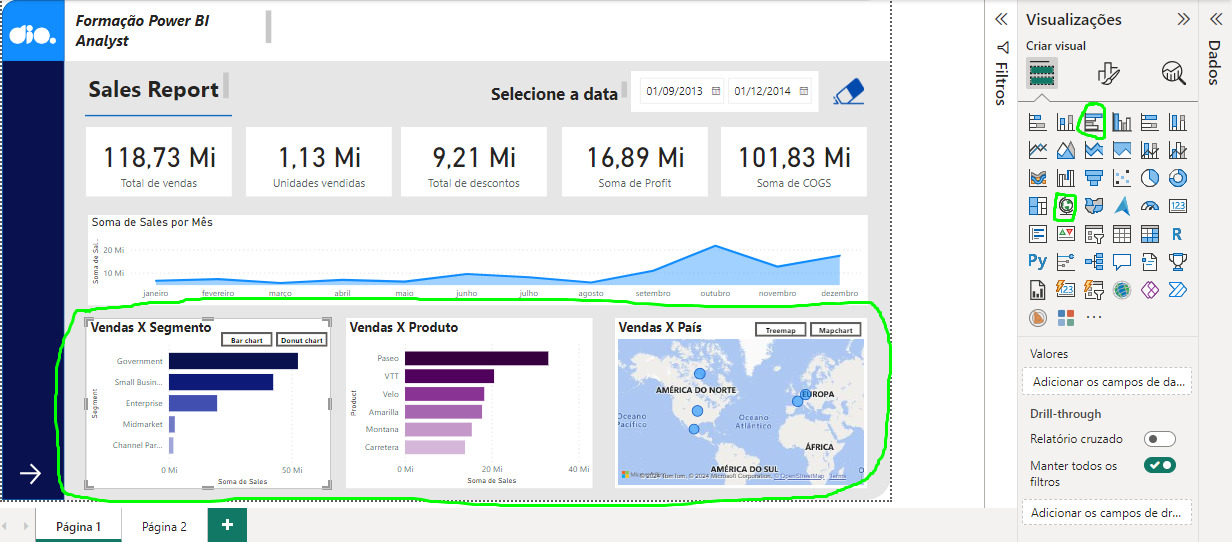 dio.
Formação Power BI
Analyst
Sales Report
Selecione a data
01/09/2013
01/12/2014
118,73 Mi
Total de vendas
1,13 Mi
Unidades vendidas
9,21 Mi
Total de descontos
16,89 Mi
Soma de Profit
101,83 Mi
Soma de COGS
Soma de Sales por Mês
Soma de Sal...
20 Mi
10 Mi
janeiro
fevereiro
março
abril
maio
junho
julho
agosto
setembro
outubro
novembro
dezembro
Vendas X Segmento
Bar chart
Donut chart
Segment
Government
Small Busin...
Enterprise
Midmarket
Channel Par...
0 Mi
50 Mi
Soma de Sales
Vendas X Produto
Product
Paseo
VTT
Velo
Amarilla
Montana
Carretera
0 Mi
20 Mi
40 Mi
Soma de Sales
Vendas X País
Treemap
Mapchart
AMÉRICA DO NORTE
EUROPA
Oceano
Pacífico
Oceano
Atlântico
ÁFRICA
AMÉRICA DO SUL
© 2024 TomTom, © 2024 Microsoft Corporation, © OpenStreetMap Terms
Página 1
Página 2
+
Filtros
Visualizações
Criar visual
123
R
Py
123
...
Valores
Adicionar os campos de da...
Drill-through
Relatório cruzado
Manter todos os
filtros
Adicionar os campos de dr...
Dados